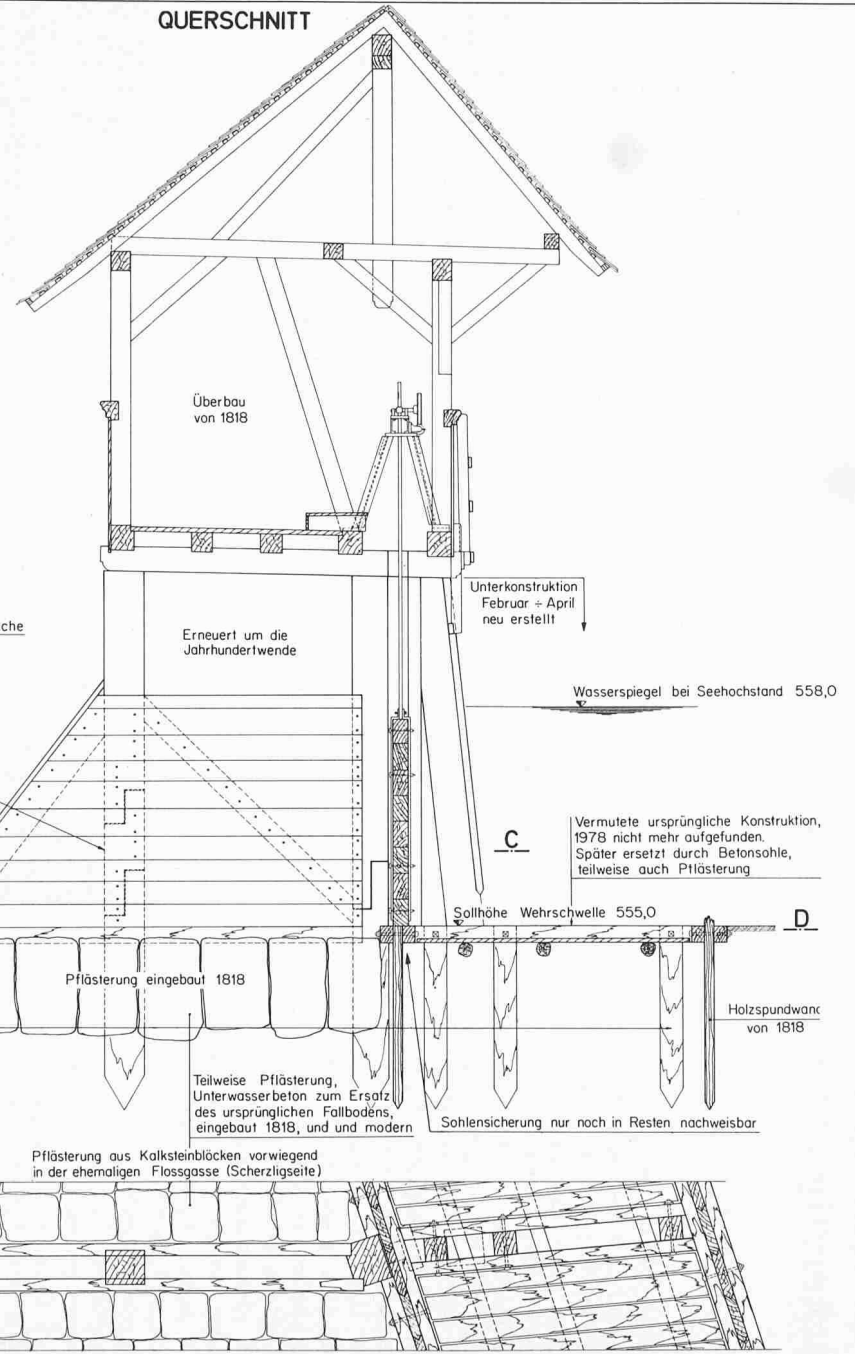 QUERSCHNITT
Überbau
von 1818
Unterkonstruktion
Februar ÷ April
neu erstellt
che
Erneuert um die
Jahrhundertwende
Wasserspiegel bei Seehochstand 558,0
C
Vermutete ursprüngliche Konstruktion,
1978 nicht mehr aufgefunden.
Später ersetzt durch Betonsohle,
teilweise auch Pflästerung
Sollhöhe Wehrschwelle 555,0
D
Pflästerung eingebaut 1818
Holzspundwand
von 1818
Teilweise Pflästerung,
Unterwasserbeton zum Ersatz
des ursprünglichen Fallbodens,
eingebaut 1818, und und modern
Sohlensicherung nur noch in Resten nachweisbar
Pflästerung aus Kalksteinblöcken vorwiegend
in der ehemaligen Flossgasse (Scherzligseite)